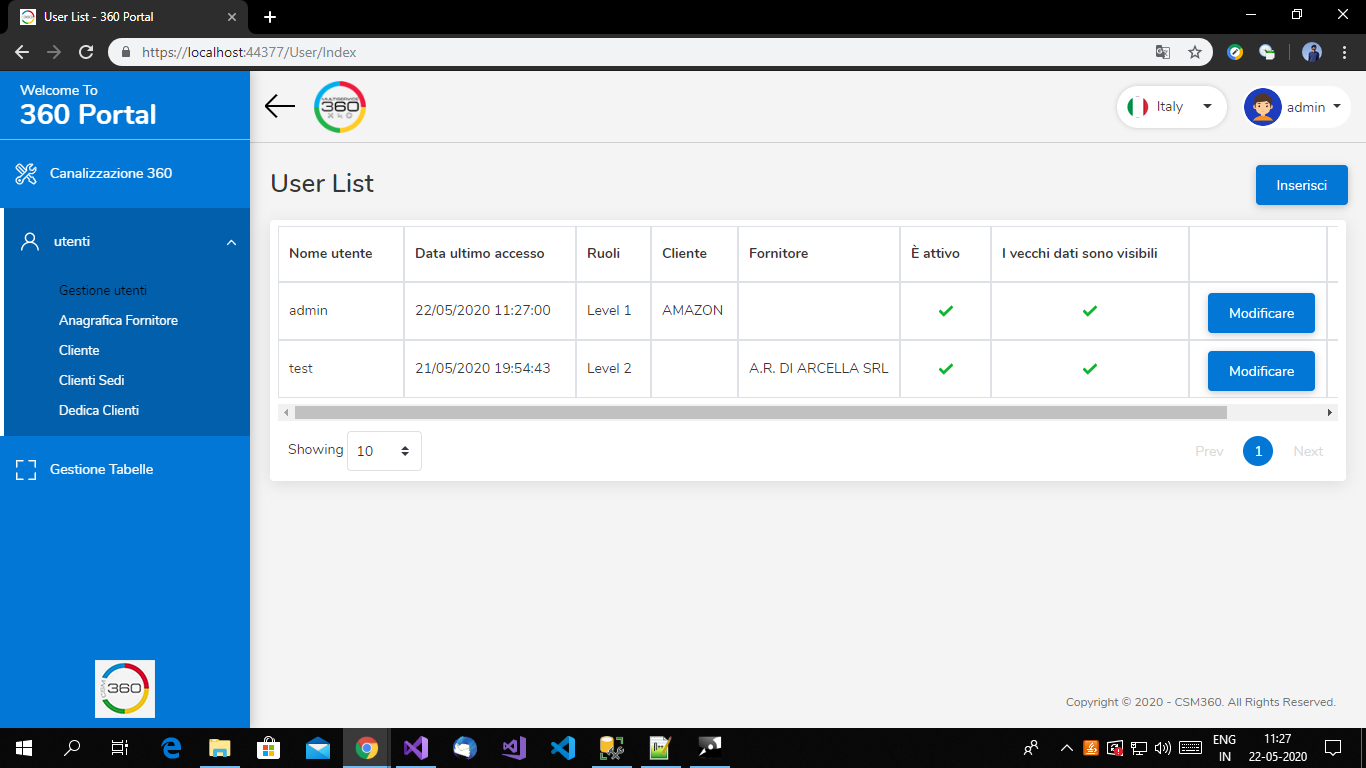 User List - 360 Portal
https://localhost:44377/User/Index
Welcome To
360 Portal
MULTISERVICE
360
Italy
admin
Canalizzazione 360
utenti
Gestione utenti
Anagrafica Fornitore
Cliente
Clienti Sedi
Dedica Clienti
Gestione Tabelle
CSM
360
User List
Inserisci
Nome utente Data ultimo accesso Ruoli Cliente Fornitore È attivo I vecchi dati sono visibili
admin 22/05/2020 11:27:00 Level 1 AMAZON Modificare
test 21/05/2020 19:54:43 Level 2 A.R. DI ARCELLA SRL Modificare
Showing 10 Prev 1 Next
Copyright © 2020 - CSM360. All Rights Reserved.
ENG
IN
11:27
22-05-2020